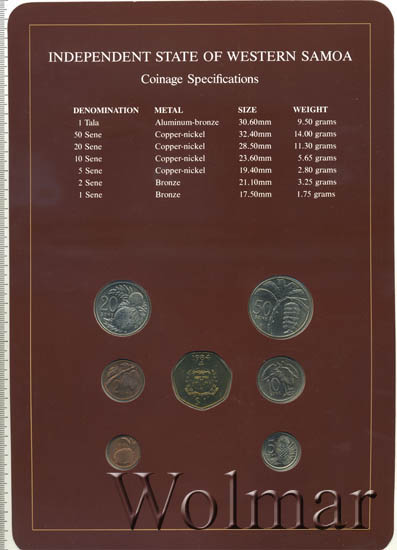 INDEPENDENT STATE OF WESTERN SAMOA
Coinage Specifications
DENOMINATION METAL SIZE WEIGHT
1 Tala Aluminum-bronze 30.60mm 9.50 grams
50 Sene Copper-nickel 32.40mm 14.00 grams
20 Sene Copper-nickel 28.50mm 11.30 grams
10 Sene Copper-nickel 23.60mm 5.65 grams
5 Sene Copper-nickel 19.40mm 2.80 grams
2 Sene Bronze 21.10mm 3.25 grams
1 Sene Bronze 17.50mm 1.75 grams
20
50
1984
10
5
Wolmar